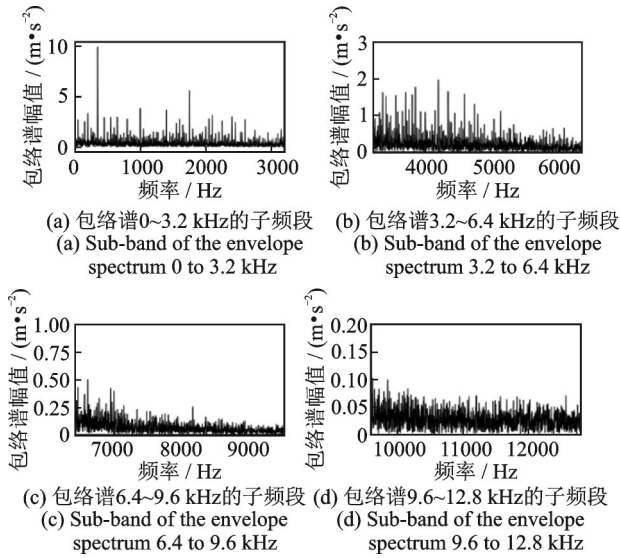 包络谱幅值 / (m•s⁻²)
10
5
0
0
1000
2000
3000
频率 / Hz
(a) 包络谱0~3.2 kHz的子频段
(a) Sub-band of the envelope
spectrum 0 to 3.2 kHz
包络谱幅值 / (m•s⁻²)
3
2
1
0
4000
5000
6000
频率 / Hz
(b) 包络谱3.2~6.4 kHz的子频段
(b) Sub-band of the envelope
spectrum 3.2 to 6.4 kHz
包络谱幅值 / (m•s⁻²)
1.00
0.75
0.50
0.25
0
7000
8000
9000
频率 / Hz
(c) 包络谱6.4~9.6 kHz的子频段
(c) Sub-band of the envelope
spectrum 6.4 to 9.6 kHz
包络谱幅值 / (m•s⁻²)
0.20
0.15
0.10
0.05
0
10000
11000
12000
频率 / Hz
(d) 包络谱9.6~12.8 kHz的子频段
(d) Sub-band of the envelope
spectrum 9.6 to 12.8 kHz